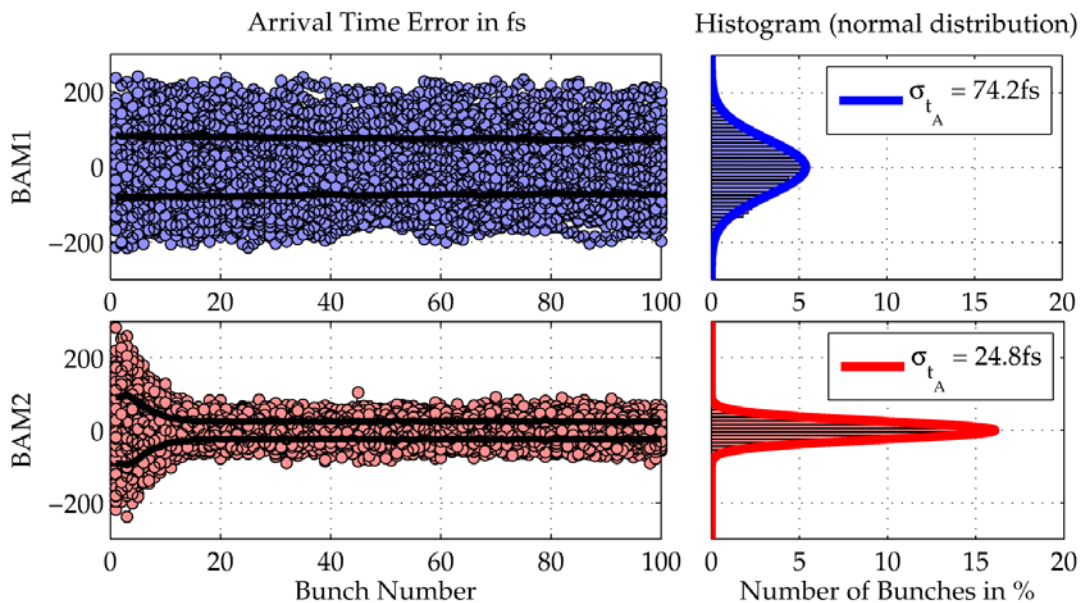 Arrival Time Error in fs
Histogram (normal distribution)
BAM1
200
0
−200
0 20 40 60 80 100
σ_t_A = 74.2fs
0 5 10 15 20
BAM2
200
0
−200
0 20 40 60 80 100
Bunch Number
σ_t_A = 24.8fs
0 5 10 15 20
Number of Bunches in %